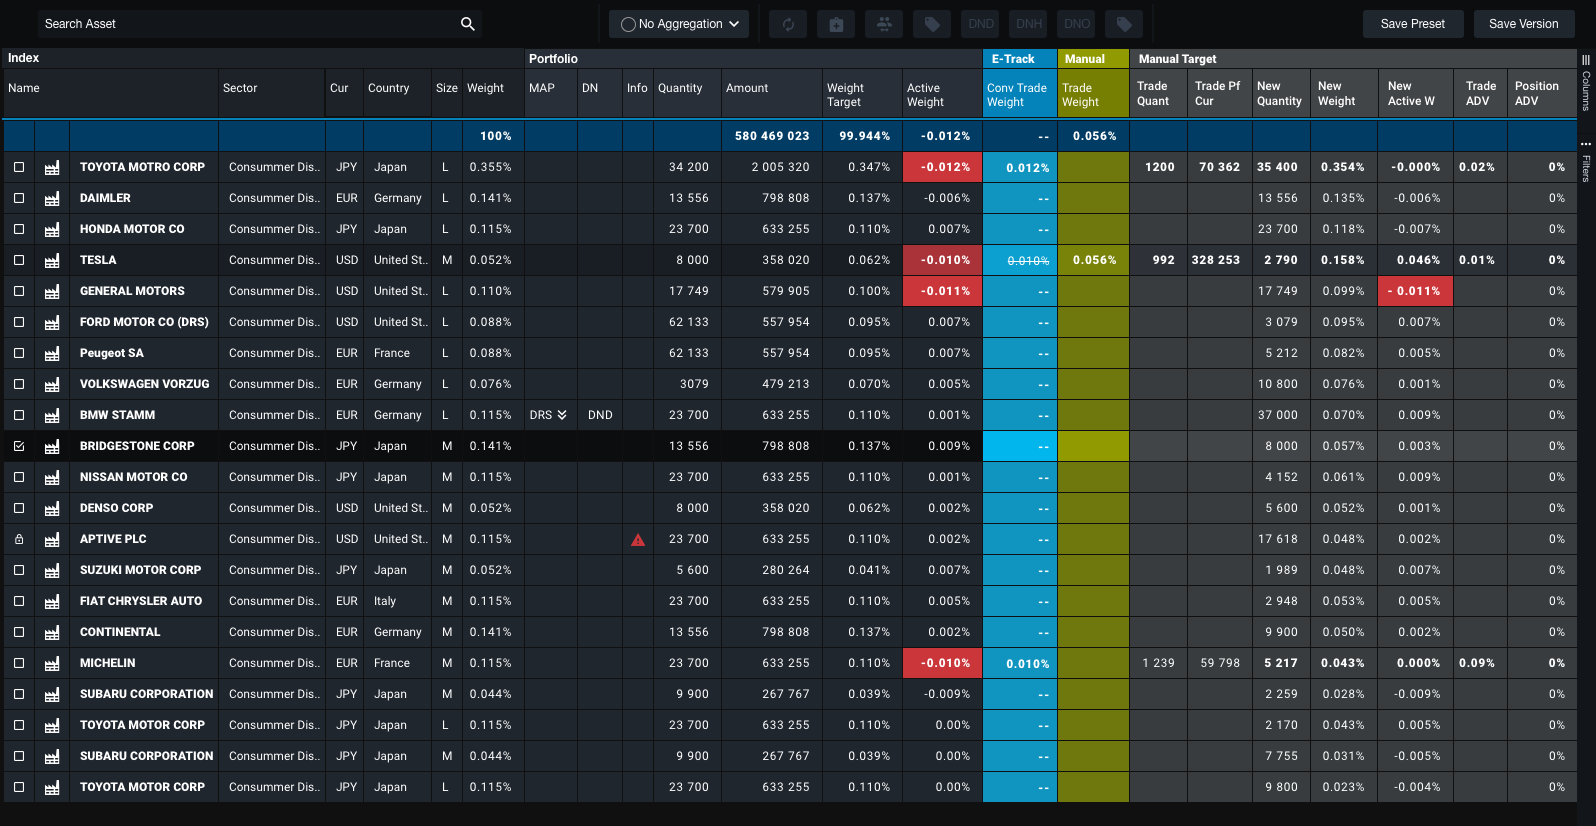 Search Asset No Aggregation DND DNH DNO Save Preset Save Version
Index Portfolio E-Track Manual Manual Target
Name Sector Cur Country Size Weight MAP DN Info Quantity Amount Weight Target Active Weight Conv Trade Weight Trade Weight Trade Quant Trade Pf Cur New Quantity New Weight New Active W Trade ADV Position ADV
Columns
Filters
100% 580 469 023 99.944% -0.012% -- 0.056%
TOYOTA MOTRO CORP Consummer Dis.. JPY Japan L 0.355% 34 200 2 005 320 0.347% -0.012% 0.012% 1200 70 362 35 400 0.354% -0.000% 0.02% 0%
DAIMLER Consummer Dis.. EUR Germany L 0.141% 13 556 798 808 0.137% -0.006% -- 13 556 0.135% -0.006% 0%
HONDA MOTOR CO Consummer Dis.. JPY Japan L 0.115% 23 700 633 255 0.110% 0.007% -- 23 700 0.118% -0.007% 0%
TESLA Consummer Dis.. USD United St.. M 0.052% 8 000 358 020 0.062% -0.010% 0.010% 0.056% 992 328 253 2 790 0.158% 0.046% 0.01% 0%
GENERAL MOTORS Consummer Dis.. USD United St.. L 0.110% 17 749 579 905 0.100% -0.011% -- 17 749 0.099% - 0.011% 0%
FORD MOTOR CO (DRS) Consummer Dis.. USD United St.. L 0.088% 62 133 557 954 0.095% 0.007% -- 3 079 0.095% 0.007% 0%
Peugeot SA Consummer Dis.. EUR France L 0.088% 62 133 557 954 0.095% 0.007% -- 5 212 0.082% 0.005% 0%
VOLKSWAGEN VORZUG Consummer Dis.. EUR Germany L 0.076% 3079 479 213 0.070% 0.005% -- 10 800 0.076% 0.001% 0%
BMW STAMM Consummer Dis.. EUR Germany L 0.115% DRS DND 23 700 633 255 0.110% 0.001% -- 37 000 0.070% 0.009% 0%
BRIDGESTONE CORP Consummer Dis.. JPY Japan M 0.141% 13 556 798 808 0.137% 0.009% -- 8 000 0.057% 0.003% 0%
NISSAN MOTOR CO Consummer Dis.. JPY Japan M 0.115% 23 700 633 255 0.110% 0.001% -- 4 152 0.061% 0.009% 0%
DENSO CORP Consummer Dis.. USD United St.. M 0.052% 8 000 358 020 0.062% 0.002% -- 5 600 0.052% 0.001% 0%
APTIVE PLC Consummer Dis.. USD United St.. M 0.115% 23 700 633 255 0.110% 0.002% -- 17 618 0.048% 0.002% 0%
SUZUKI MOTOR CORP Consummer Dis.. JPY Japan M 0.052% 5 600 280 264 0.041% 0.007% -- 1 989 0.048% 0.007% 0%
FIAT CHRYSLER AUTO Consummer Dis.. EUR Italy M 0.115% 23 700 633 255 0.110% 0.005% -- 2 948 0.053% 0.005% 0%
CONTINENTAL Consummer Dis.. EUR Germany M 0.141% 13 556 798 808 0.137% 0.002% -- 9 900 0.050% 0.002% 0%
MICHELIN Consummer Dis.. EUR France M 0.115% 23 700 633 255 0.110% -0.010% 0.010% 1 239 59 798 5 217 0.043% 0.000% 0.09% 0%
SUBARU CORPORATION Consummer Dis.. JPY Japan M 0.044% 9 900 267 767 0.039% -0.009% -- 2 259 0.028% -0.009% 0%
TOYOTA MOTOR CORP Consummer Dis.. JPY Japan L 0.115% 23 700 633 255 0.110% 0.00% -- 2 170 0.043% 0.005% 0%
SUBARU CORPORATION Consummer Dis.. JPY Japan M 0.044% 9 900 267 767 0.039% 0.00% -- 7 755 0.031% -0.005% 0%
TOYOTA MOTOR CORP Consummer Dis.. JPY Japan L 0.115% 23 700 633 255 0.110% 0.00% -- 9 800 0.023% -0.004% 0%